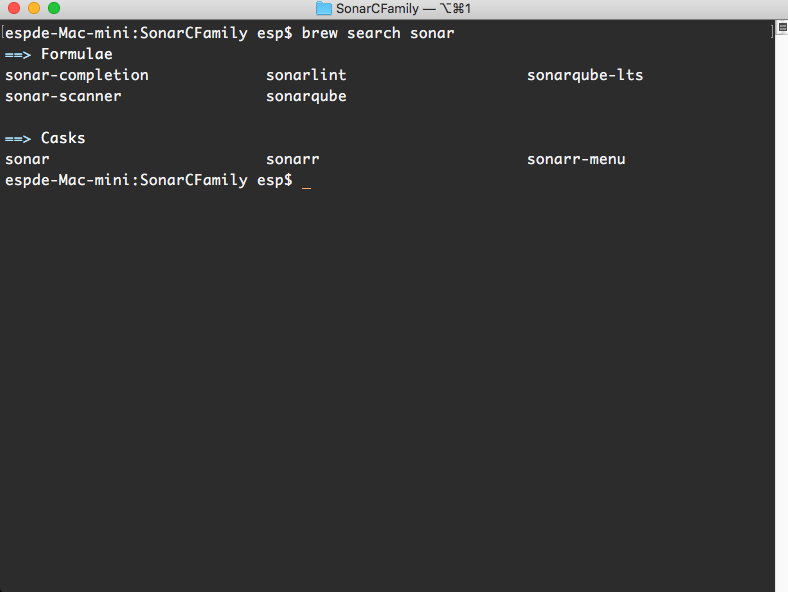 SonarCFamily — ⌥⌘1
espde-Mac-mini:SonarCFamily esp$ brew search sonar
==> Formulae
sonar-completion sonarlint sonarqube-lts
sonar-scanner sonarqube
==> Casks
sonar sonarr sonarr-menu
espde-Mac-mini:SonarCFamily esp$ _